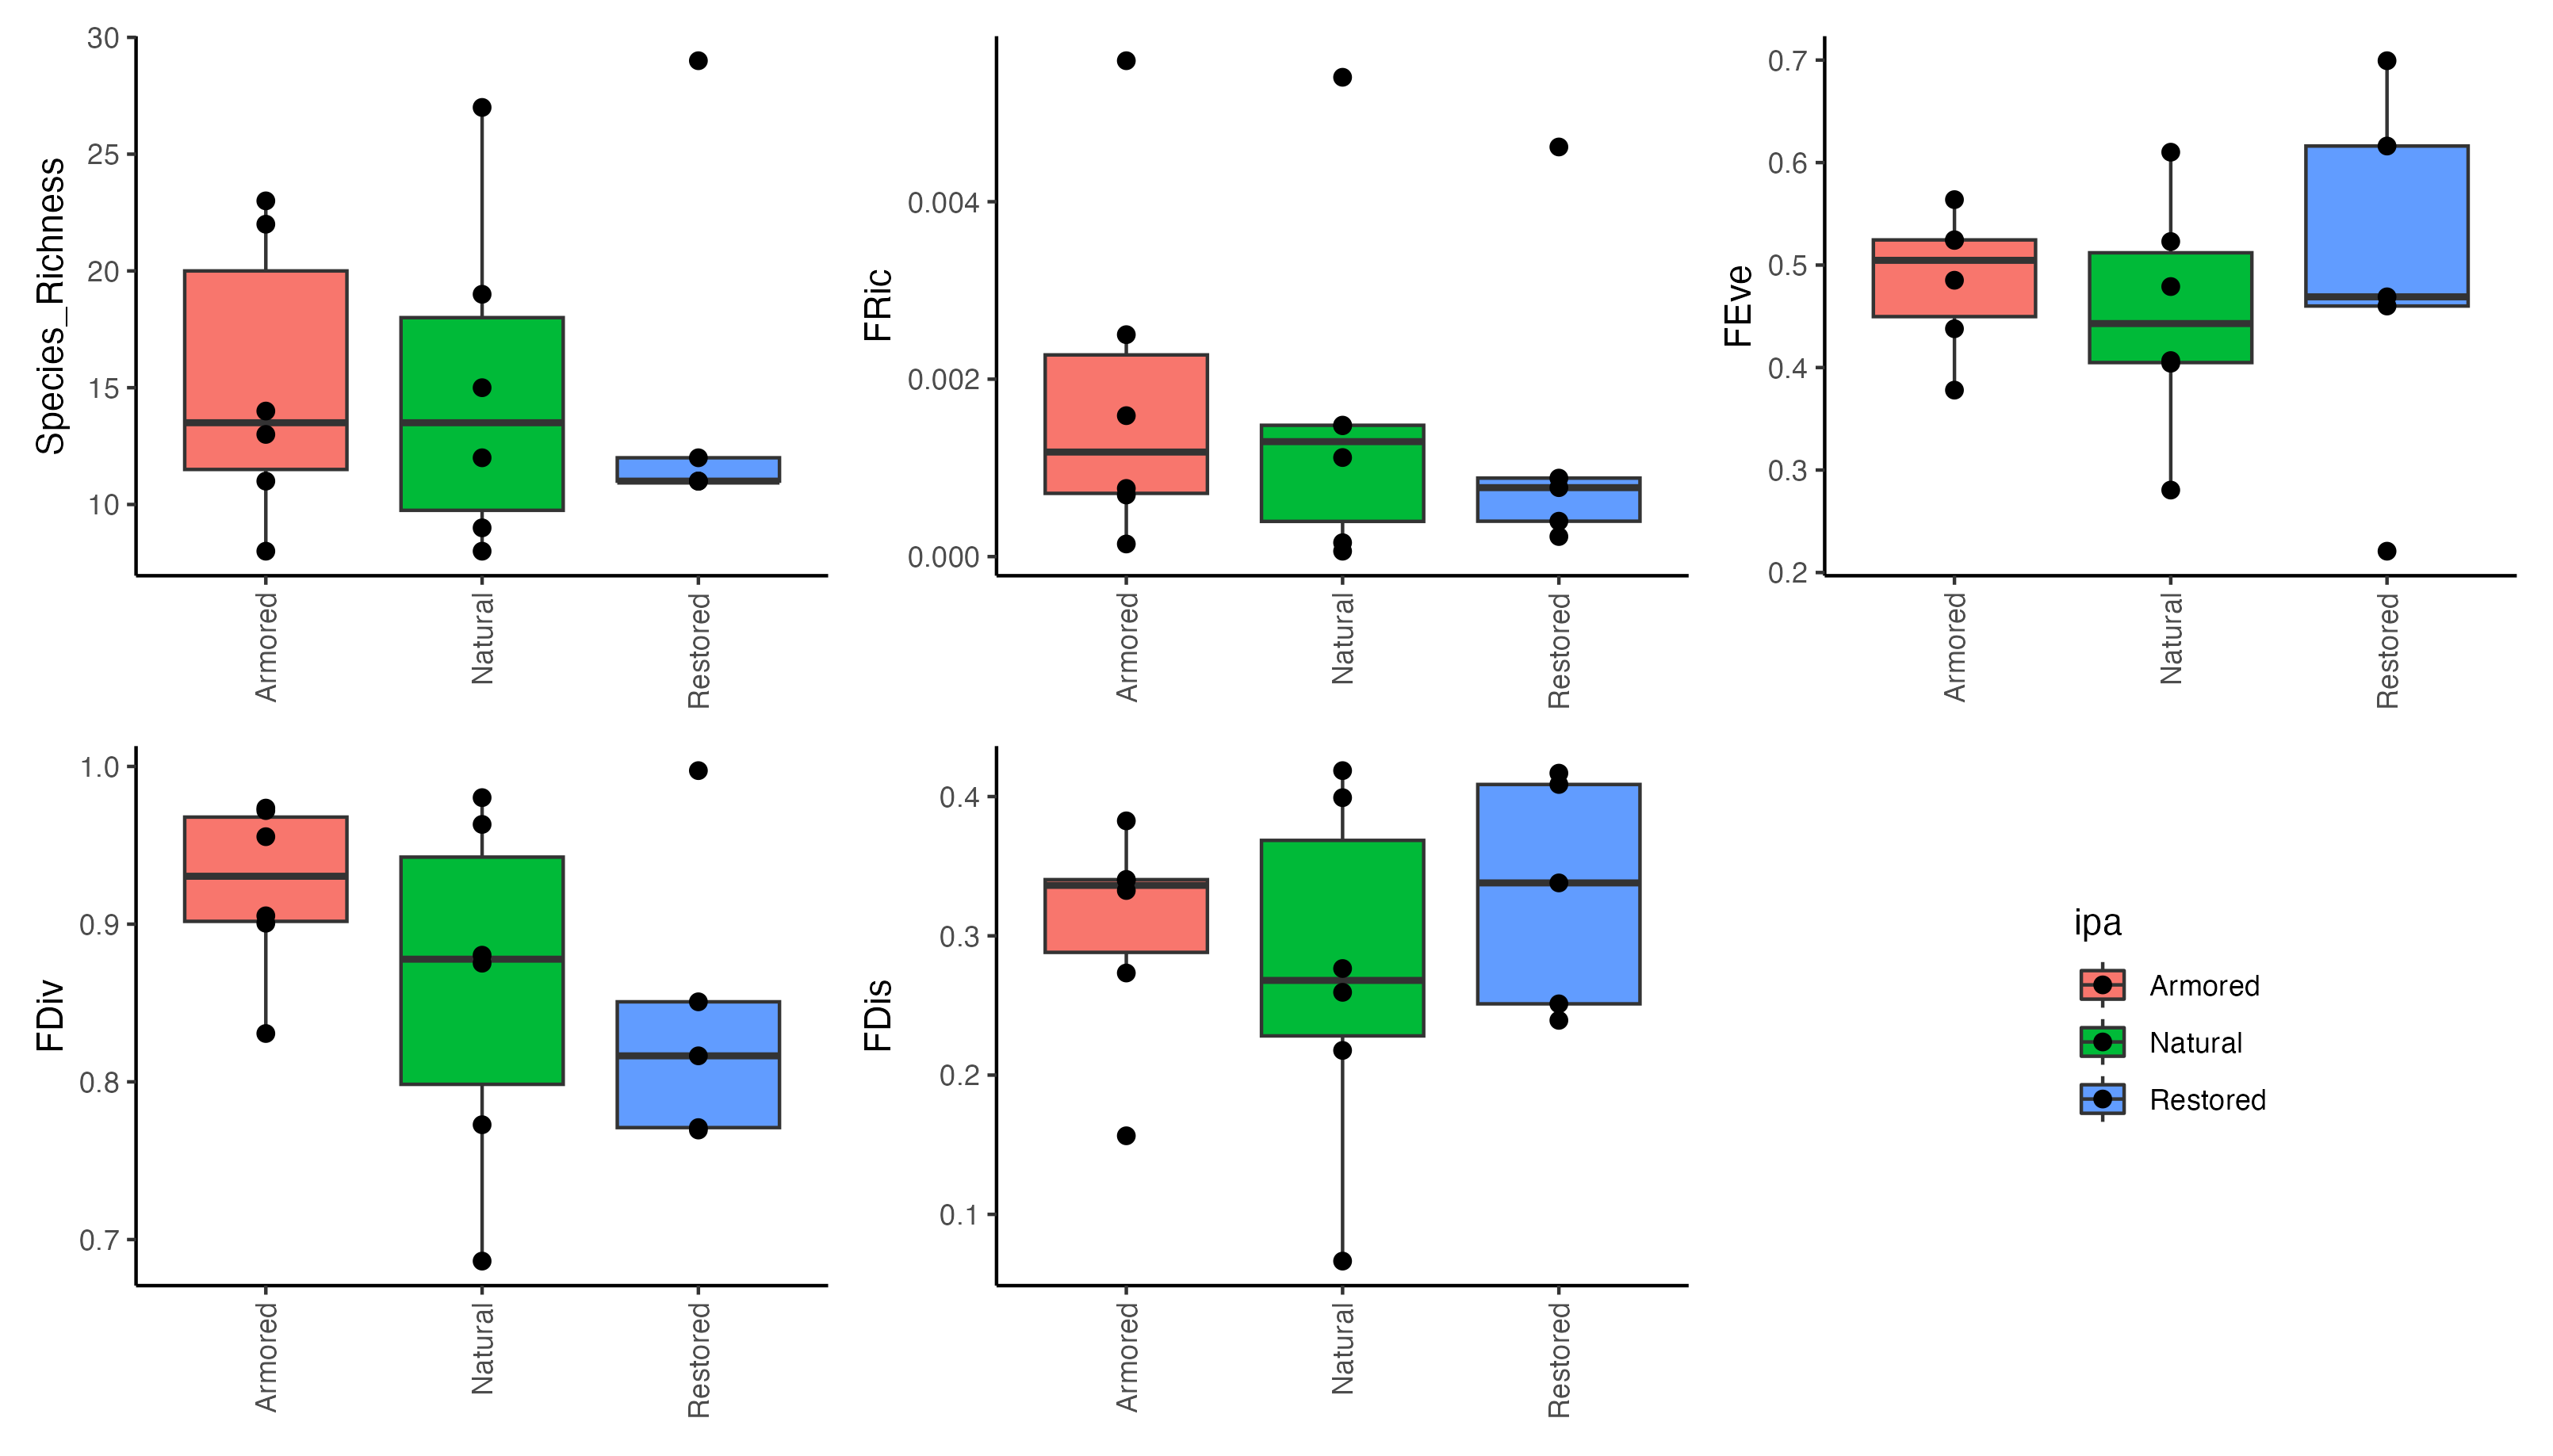 Species_Richness
30
25
20
15
10
Armored
Natural
Restored
FRic
0.004
0.002
0.000
Armored
Natural
Restored
FEve
0.7
0.6
0.5
0.4
0.3
0.2
Armored
Natural
Restored
FDiv
1.0
0.9
0.8
0.7
Armored
Natural
Restored
FDis
0.4
0.3
0.2
0.1
Armored
Natural
Restored
ipa
Armored
Natural
Restored